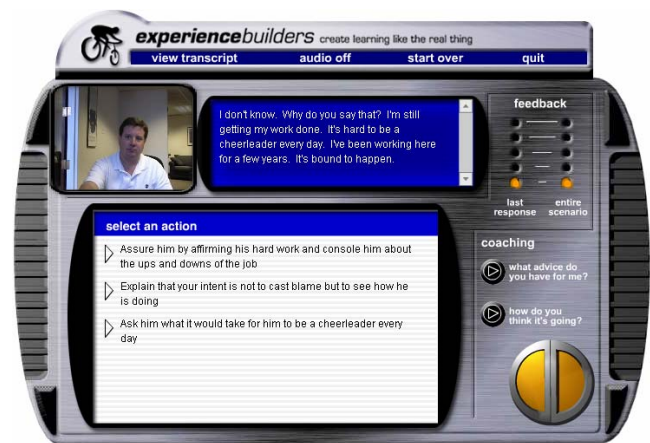 experiencebuilders create learning like the real thing
view transcript audio off start over quit
I don't know. Why do you say that? I'm still
getting my work done. It's hard to be a
cheerleader every day. I've been working here
for a few years. It's bound to happen.
feedback
last response
entire scenario
select an action
Assure him by affirming his hard work and console him about
the ups and downs of the job
Explain that your intent is not to cast blame but to see how he
is doing
Ask him what it would take for him to be a cheerleader every
day
coaching
what advice do
you have for me?
how do you
think it's going?